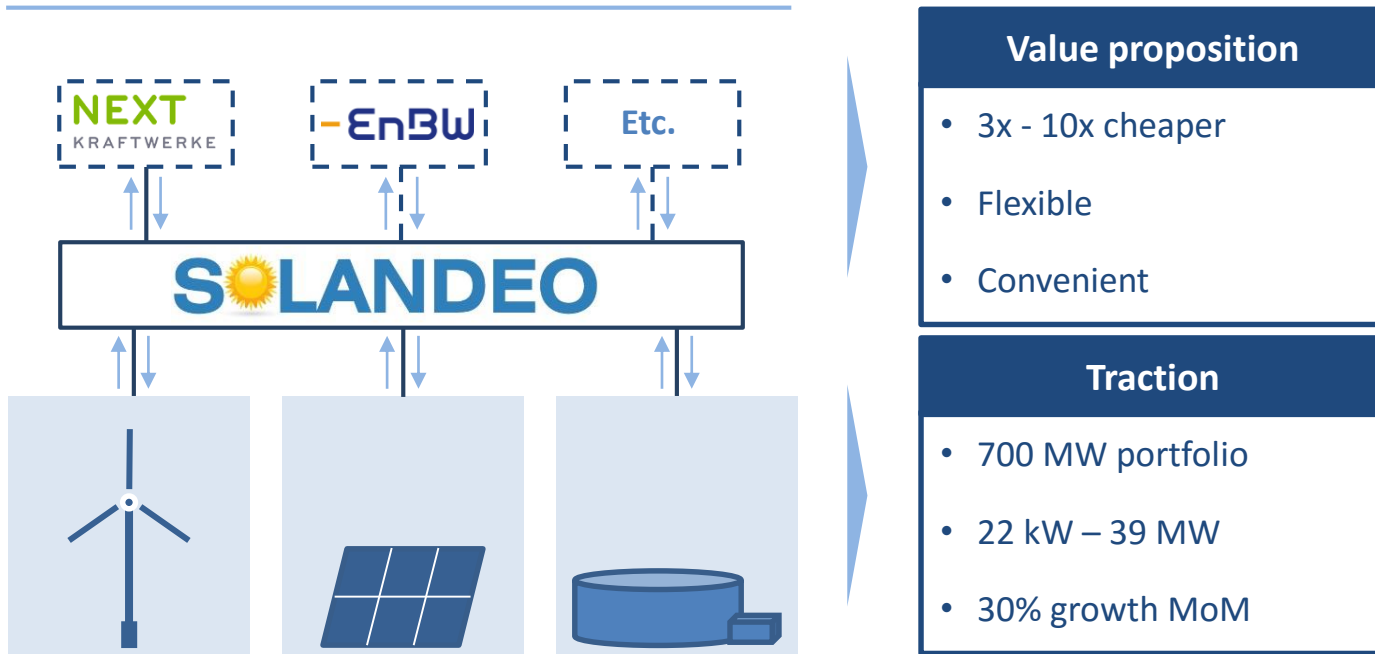 NEXT
KRAFTWERKE
EnBW
Etc.
SOLANDEO
Value proposition
• 3x - 10x cheaper
• Flexible
• Convenient
Traction
• 700 MW portfolio
• 22 kW – 39 MW
• 30% growth MoM